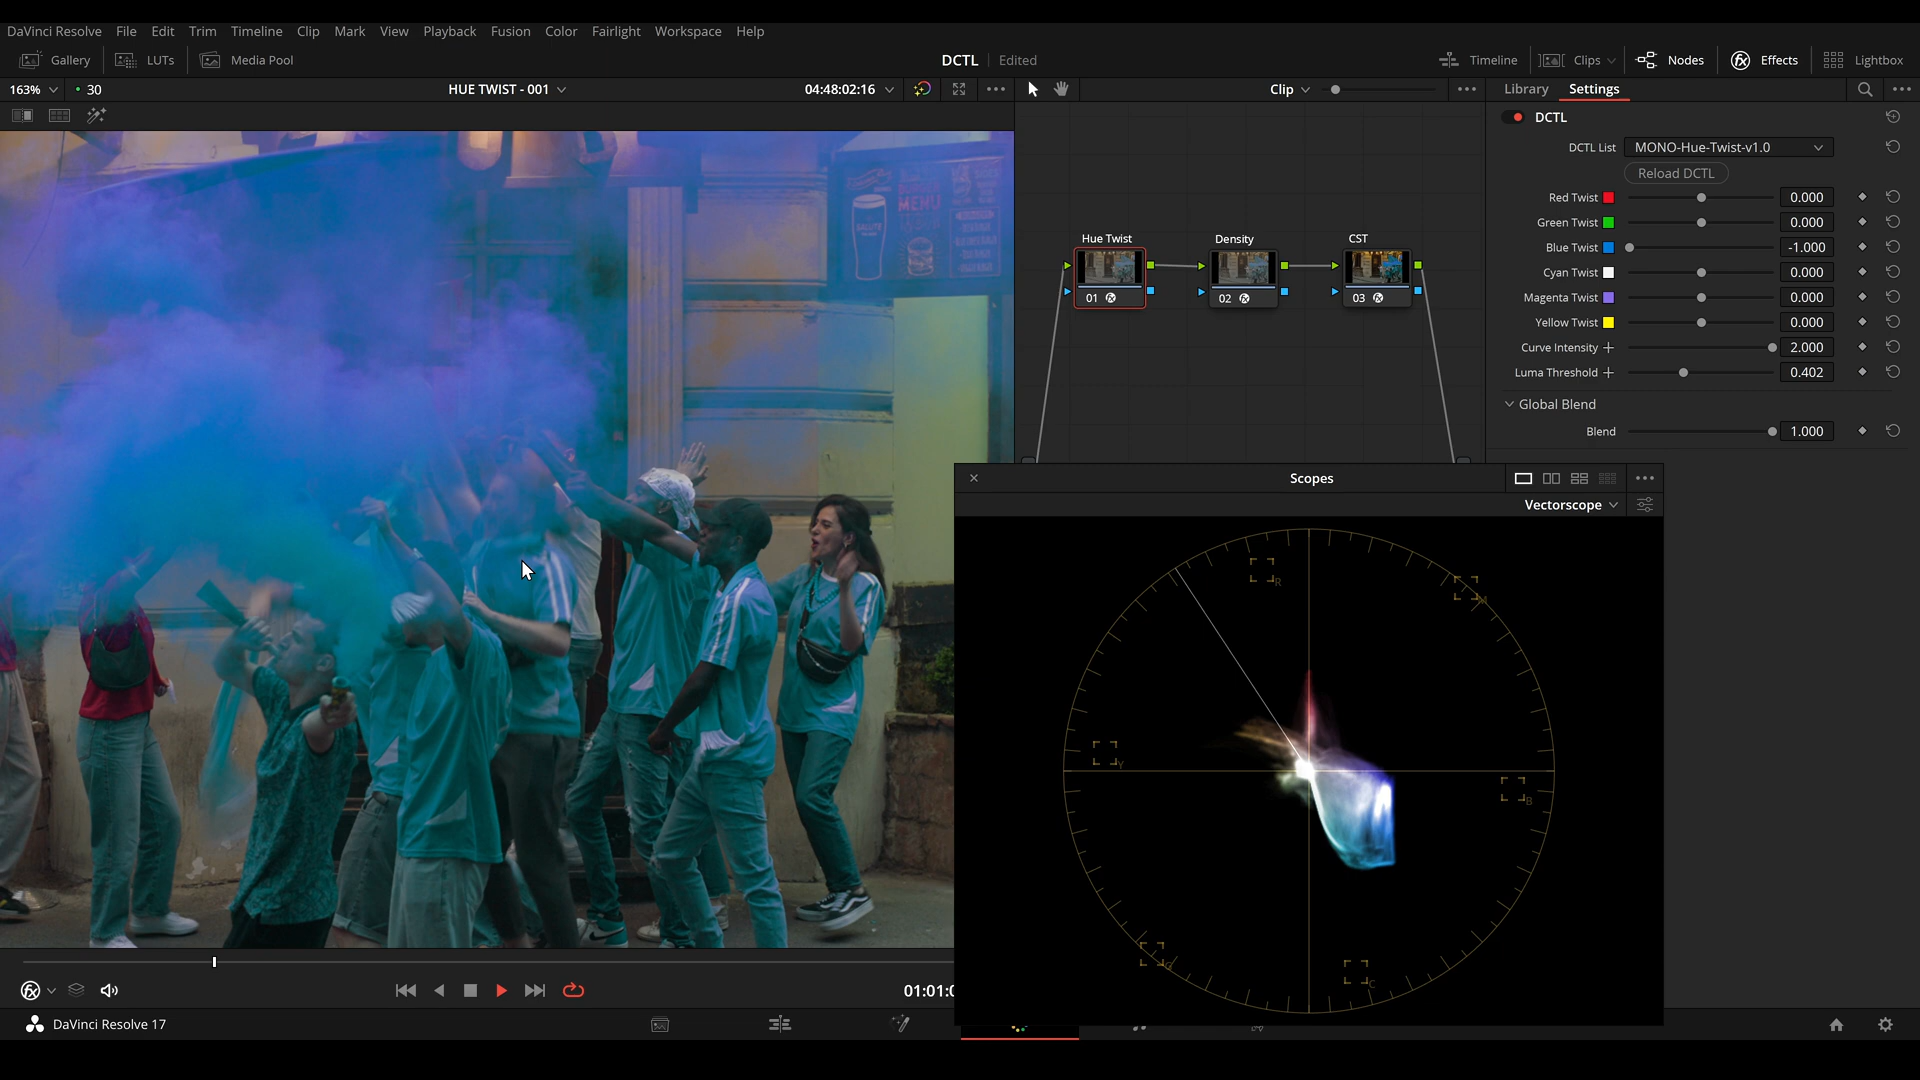 DaVinci Resolve File Edit Trim Timeline Clip Mark View Playback Fusion Color Fairlight Workspace Help
Gallery LUTs Media Pool DCTL Edited Timeline Clips Nodes Effects Lightbox
163% 30 HUE TWIST - 001 04:48:02:16 Clip Library Settings
DCTL
DCTL List MONO-Hue-Twist-v1.0
Reload DCTL
Red Twist 0.000
Green Twist 0.000
Blue Twist -1.000
Cyan Twist 0.000
Magenta Twist 0.000
Yellow Twist 0.000
Curve Intensity 2.000
Luma Threshold 0.402
Global Blend
Blend 1.000
MENU
Hue Twist Density CST
01 02 03
Scopes
Vectorscope
R
Y
B
C
01:01:0
DaVinci Resolve 17